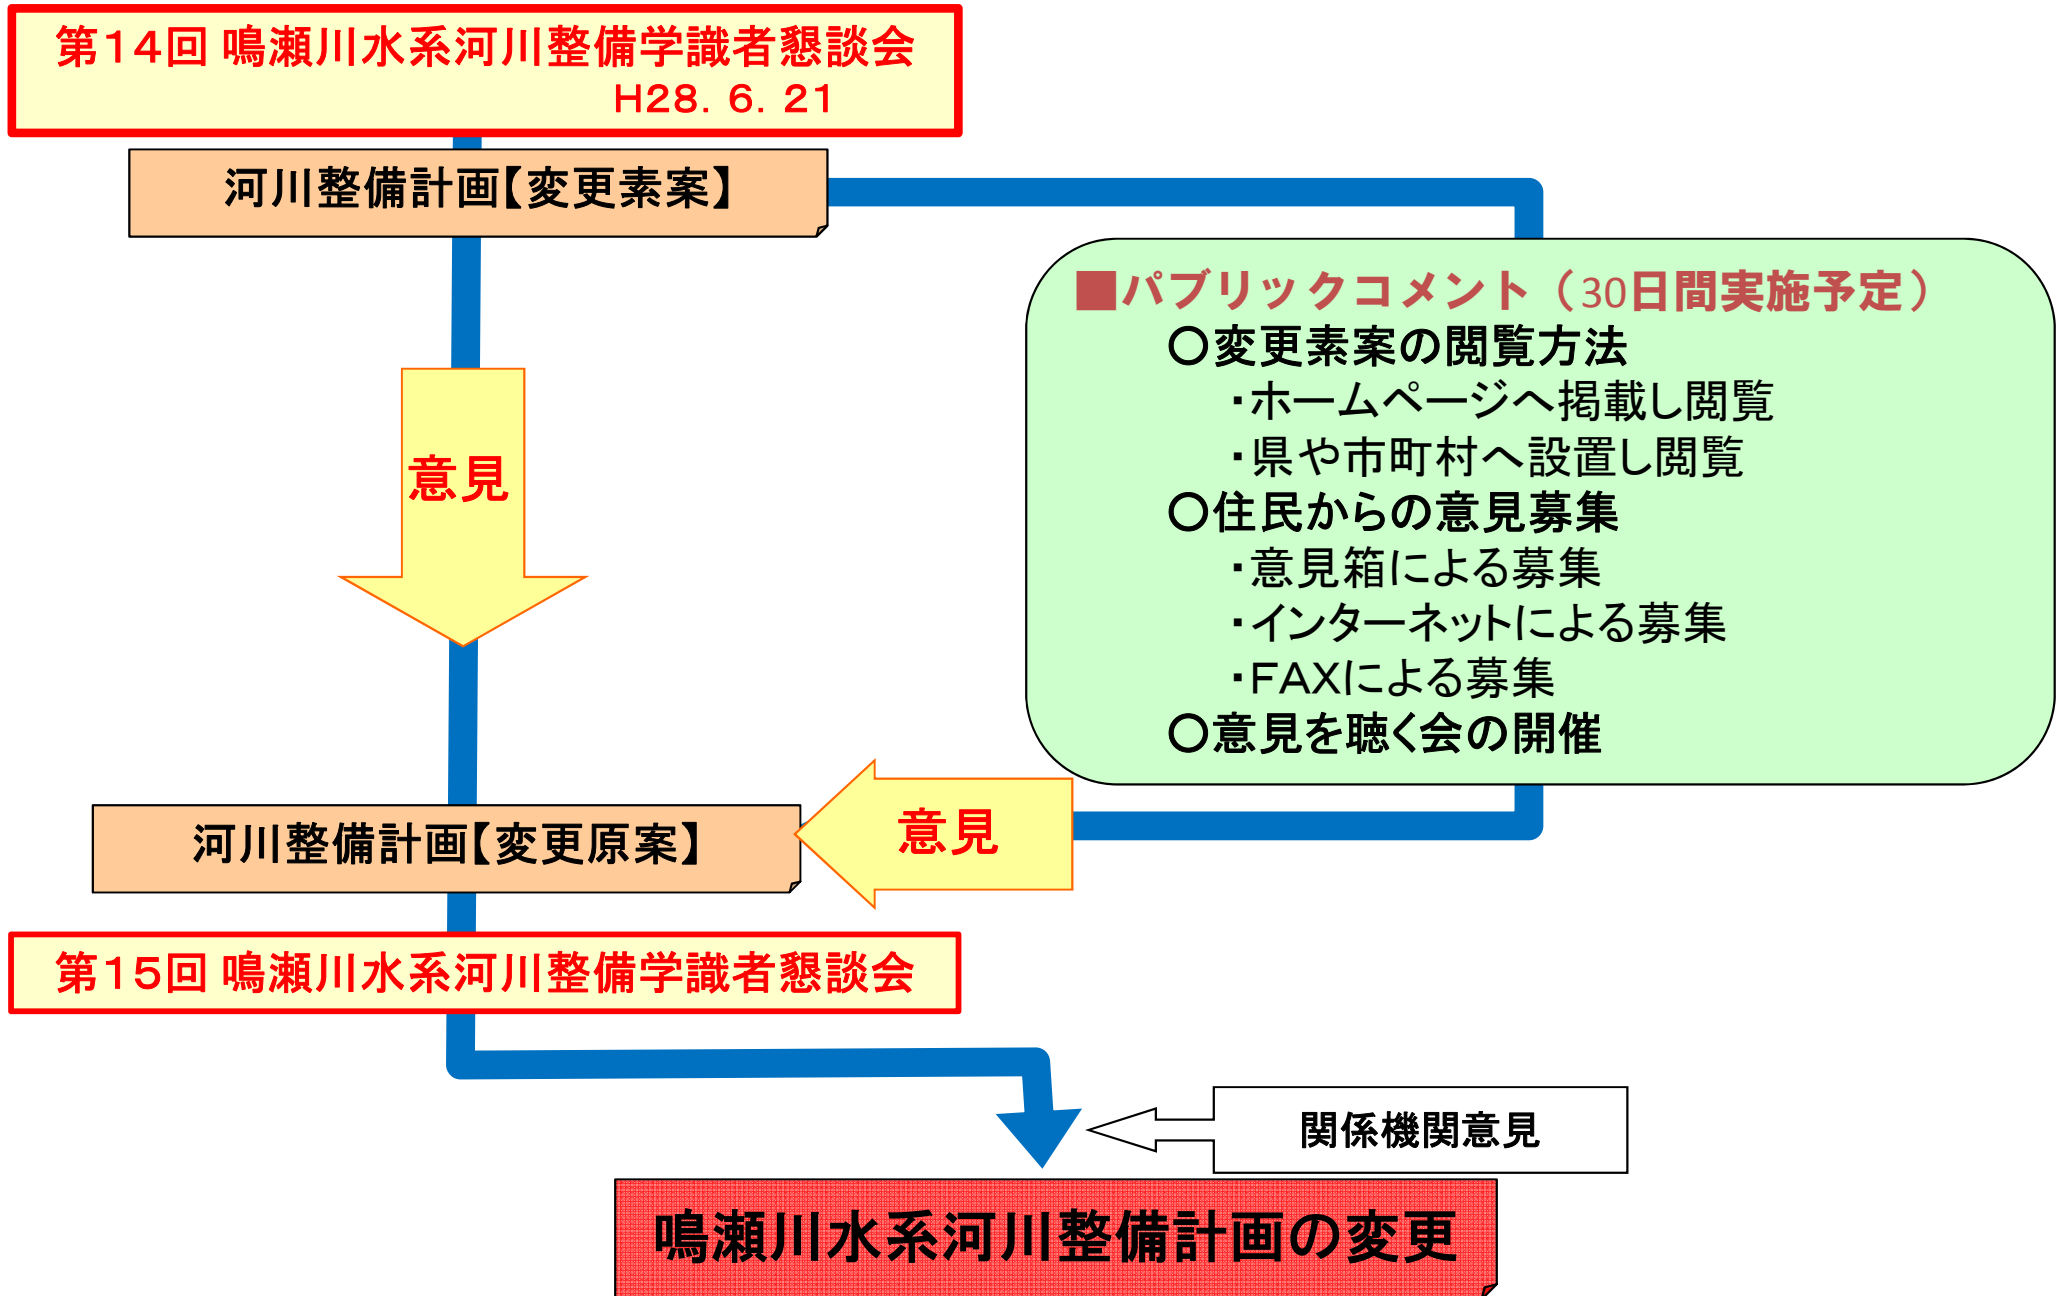 第１４回 鳴瀬川水系河川整備学識者懇談会
Ｈ２８．６．２１
河川整備計画【変更素案】
■パブリックコメント（30日間実施予定）
○変更素案の閲覧方法
・ホームページへ掲載し閲覧
・県や市町村へ設置し閲覧
○住民からの意見募集
・意見箱による募集
・インターネットによる募集
・ＦＡＸによる募集
○意見を聴く会の開催
意見
意見
河川整備計画【変更原案】
第１５回 鳴瀬川水系河川整備学識者懇談会
関係機関意見
鳴瀬川水系河川整備計画の変更